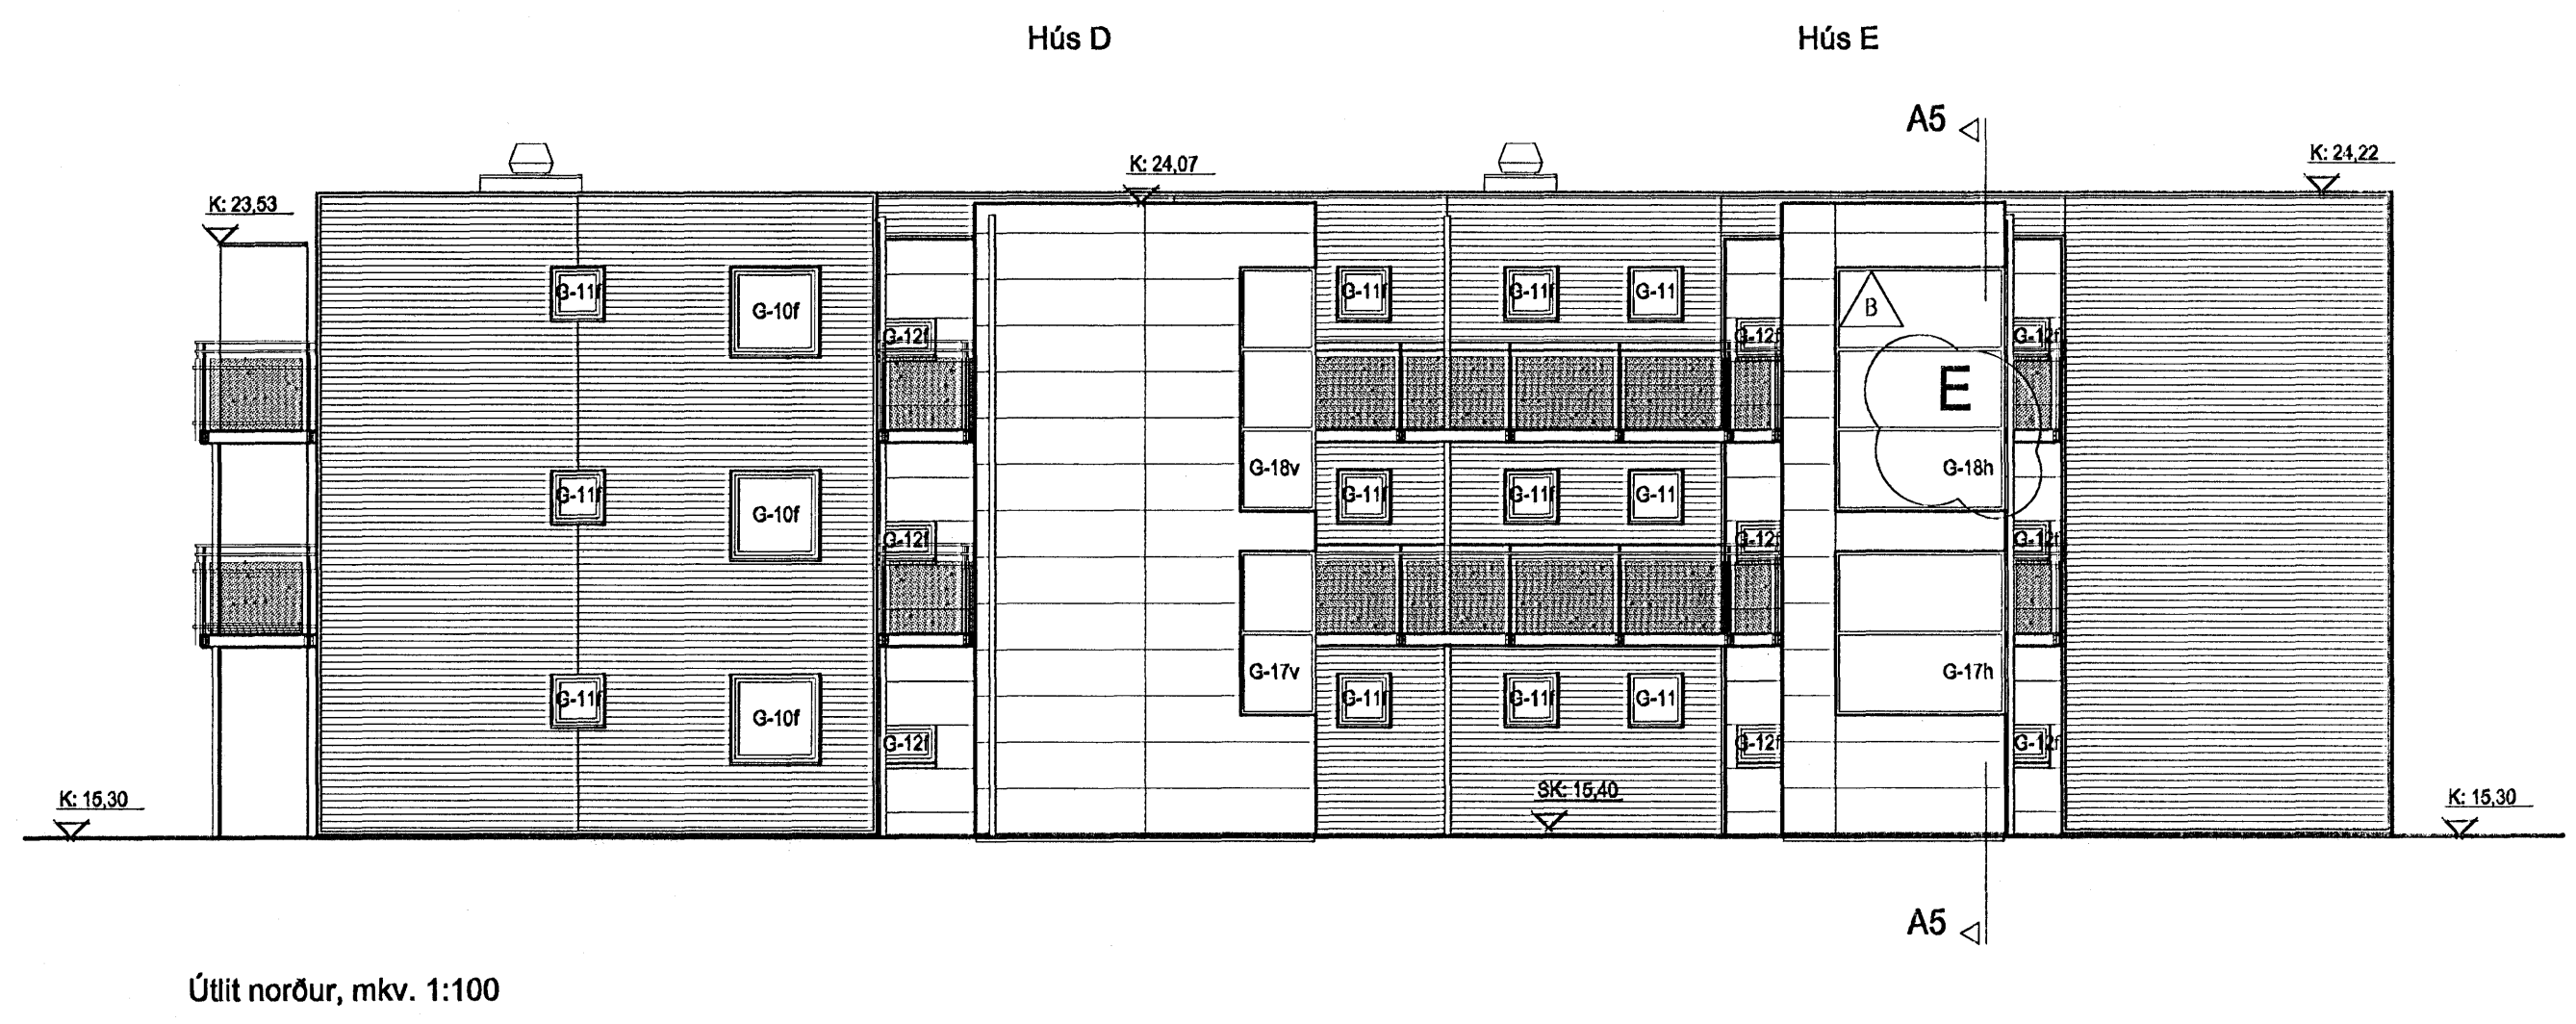 Hús D
Hús E
A5
K: 24,07
K: 24,22
K: 23,53
G-11f
G-10f
G-11f
G-11f
G-11
B
G-12f
G-12f
G-12f
E
G-18v
G-18h
G-11f
G-10f
G-11f
G-11f
G-11
G-12f
G-12f
G-12f
G-17v
G-17h
G-11f
G-10f
G-11f
G-11f
G-11
G-12f
G-12f
G-12f
K: 15,30
SK: 15,40
K: 15,30
A5
Útlit norður, mkv. 1:100